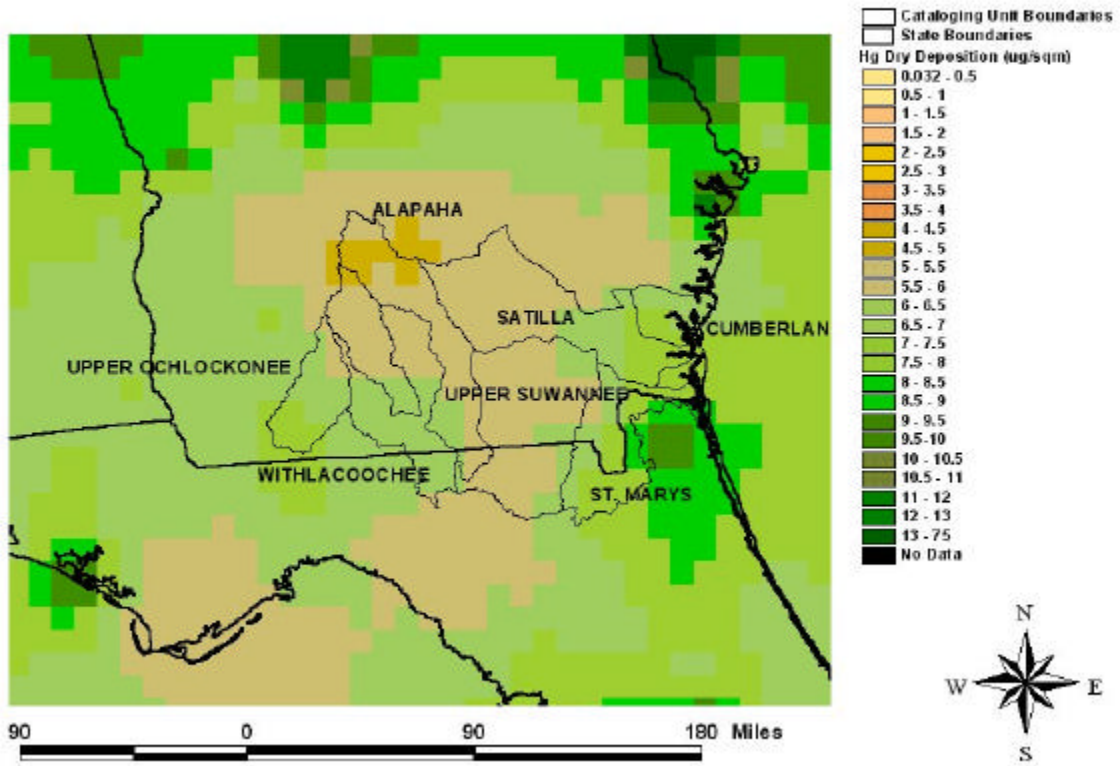 Cataloging Unit Boundaries
State Boundaries
Hg Dry Deposition (ug/sqm)
0.032 - 0.5
0.5 - 1
1 - 1.5
1.5 - 2
2 - 2.5
2.5 - 3
3 - 3.5
3.5 - 4
4 - 4.5
4.5 - 5
5 - 5.5
5.5 - 6
6 - 6.5
6.5 - 7
7 - 7.5
7.5 - 8
8 - 8.5
8.5 - 9
9 - 9.5
9.5 -10
10 - 10.5
10.5 - 11
11 - 12
12 - 13
13 - 75
No Data
ALAPAHA
SATILLA
CUMBERLAN
UPPER OCHLOCKONEE
UPPER SUWANNEE
WITHLACOOCHEE
ST. MARYS
N
W E
S
90 0 90 180 Miles